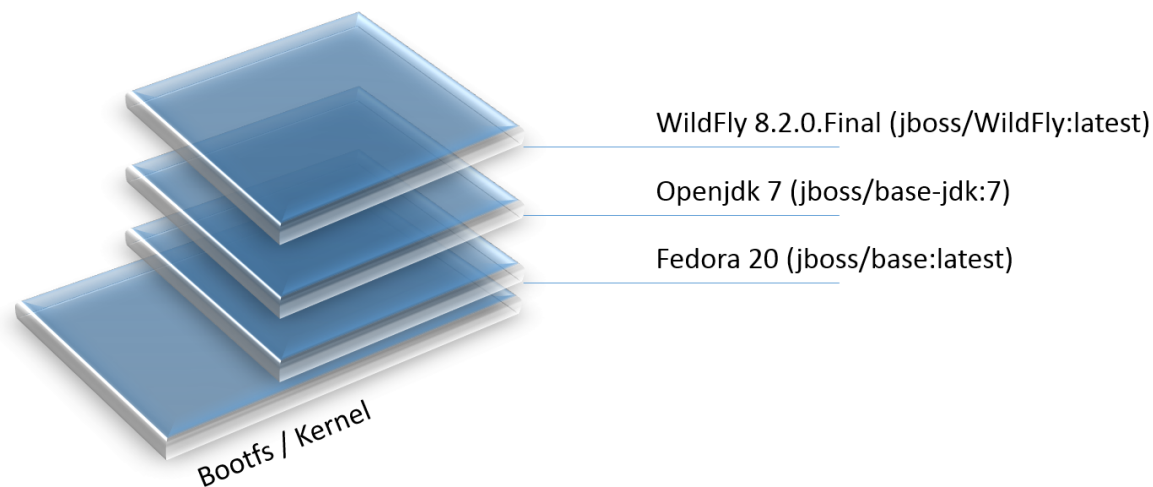 WildFly 8.2.0.Final (jboss/WildFly:latest)
Openjdk 7 (jboss/base-jdk:7)
Fedora 20 (jboss/base:latest)
Bootfs / Kernel